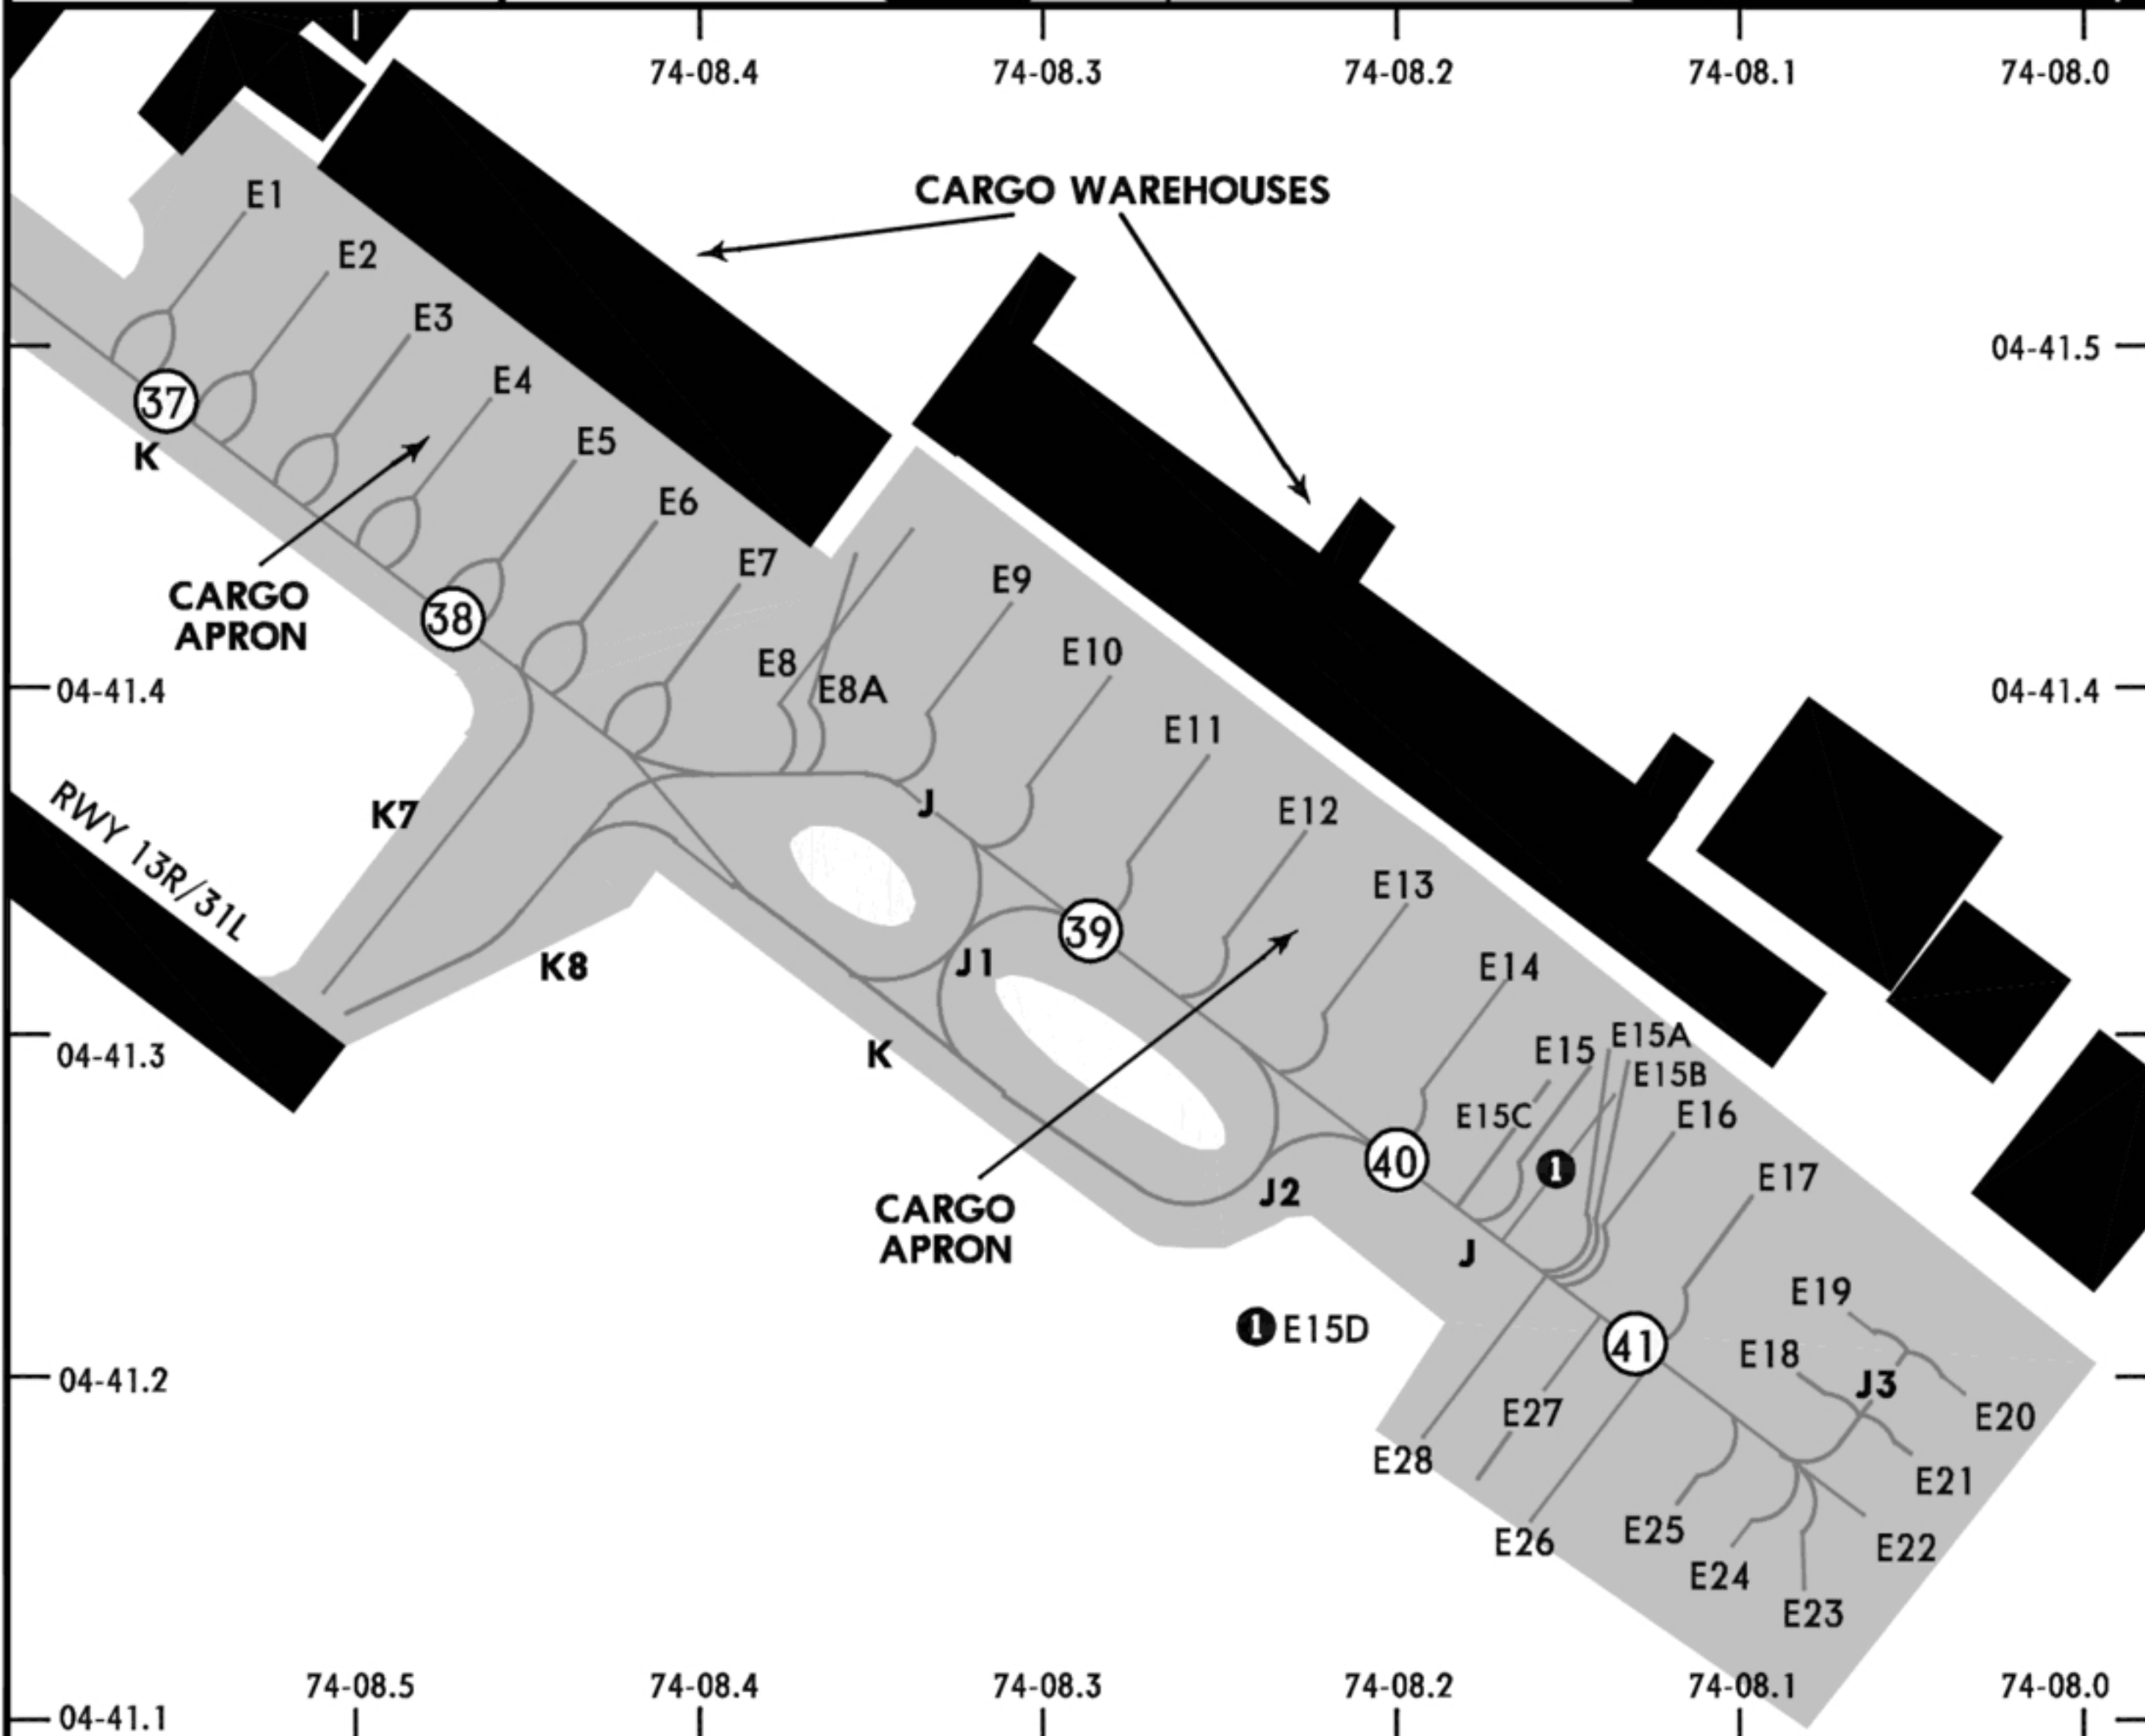 74-08.4
74-08.3
74-08.2
74-08.1
74-08.0
CARGO WAREHOUSES
E1
E2
E3
04-41.5
E4
37
K
E5
E6
E7
E9
CARGO
APRON
38
E8
E8A
E10
04-41.4
04-41.4
E11
K7
J
E12
RWY 13R/31L
E13
39
K8
J1
E14
E15
E15A
04-41.3
K
E15B
E15C
E16
40
1
E17
J2
CARGO
APRON
J
E19
1 E15D
41
E18
04-41.2
J3
E27
E20
E28
E21
E25
E26
E22
E24
E23
74-08.5
74-08.4
74-08.3
74-08.2
74-08.1
74-08.0
04-41.1